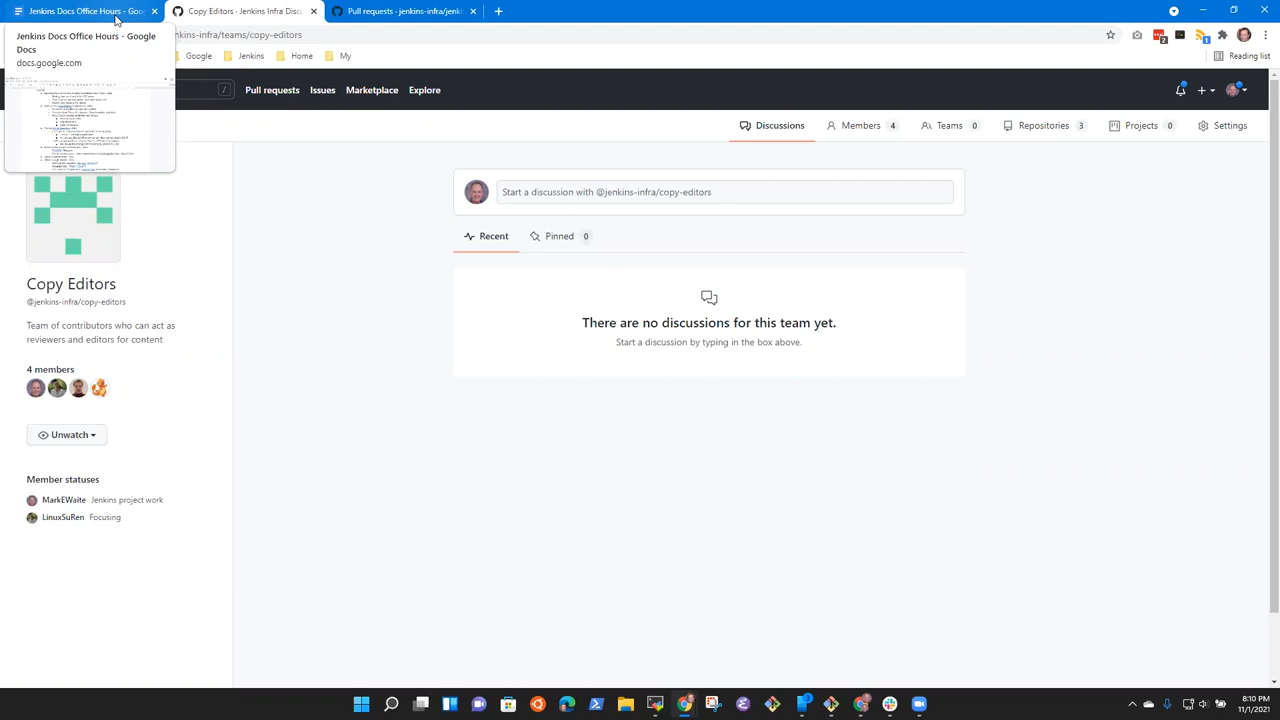 Jenkins Docs Office Hours - Goo
Copy Editors - Jenkins Infra Disc
Pull requests - jenkins-infra/jenk
Jenkins Docs Office Hours - Google
Docs
docs.google.com
kins-infra/teams/copy-editors
2
1
Google
Jenkins
Home
My
Reading list
/
Pull requests
Issues
Marketplace
Explore
4
Repositories 3
Projects 0
Settings
Start a discussion with @jenkins-infra/copy-editors
Recent
Pinned 0
Copy Editors
@jenkins-infra/copy-editors
Team of contributors who can act as
reviewers and editors for content
4 members
There are no discussions for this team yet.
Start a discussion by typing in the box above.
Unwatch
Member statuses
MarkEWaite Jenkins project work
LinuxSuRen Focusing
8:10 PM
11/1/2021